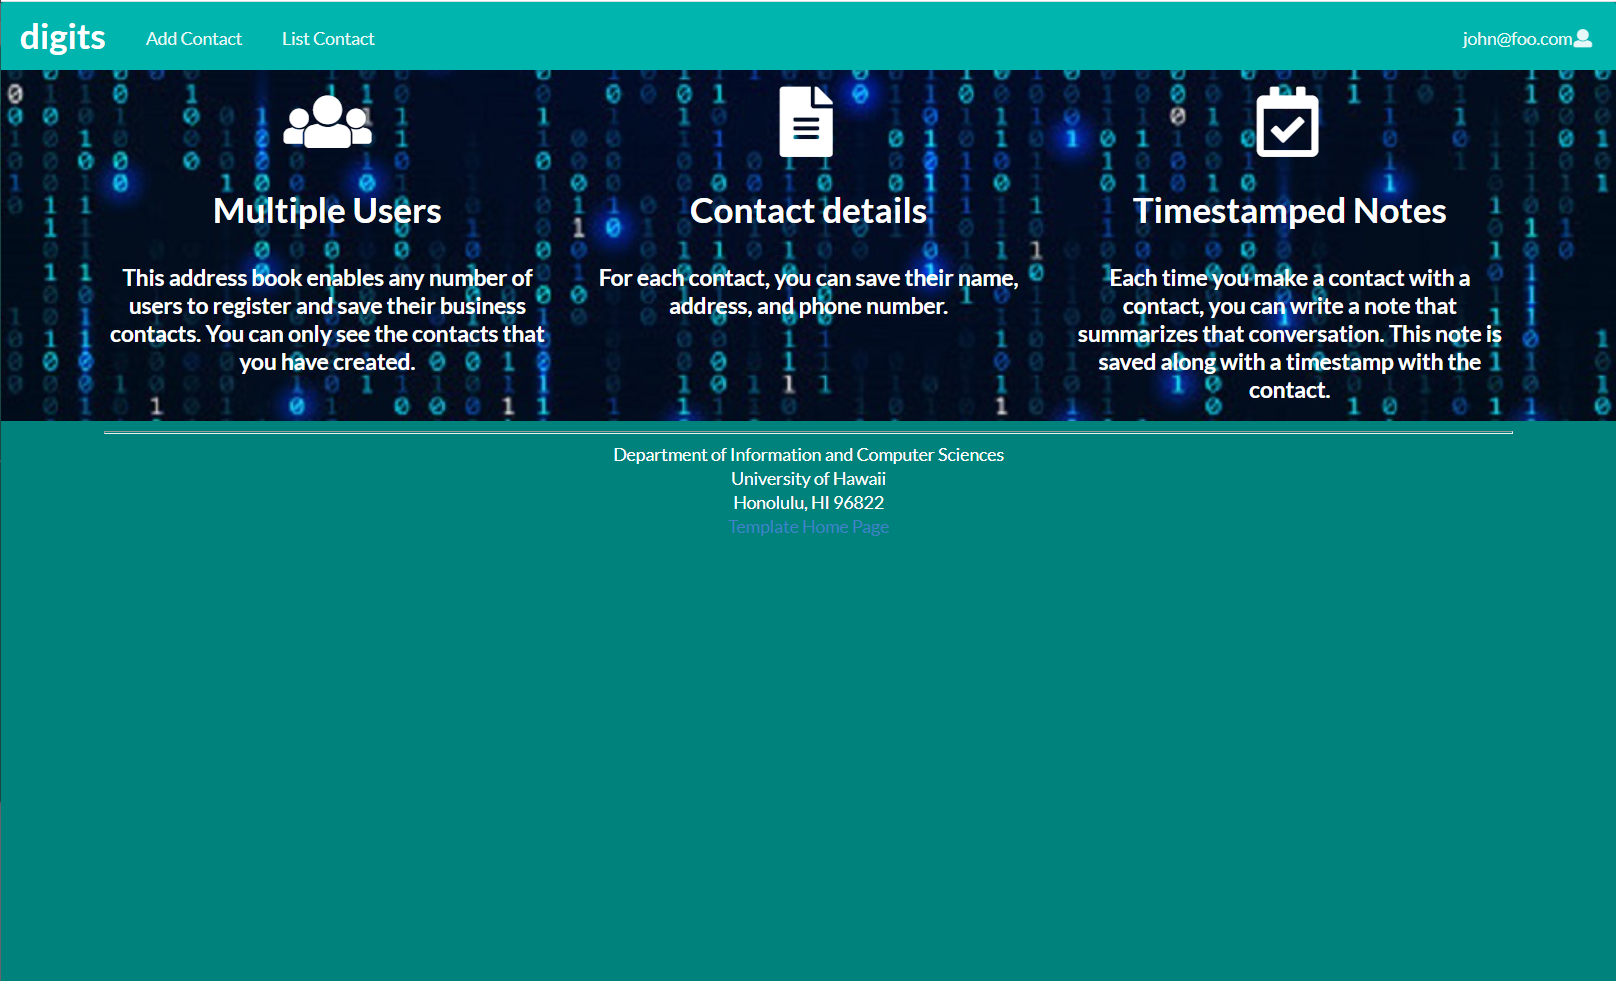 digits
Add Contact
List Contact
john@foo.com
Multiple Users
This address book enables any number of
users to register and save their business
contacts. You can only see the contacts that
you have created.
Contact details
For each contact, you can save their name,
address, and phone number.
Timestamped Notes
Each time you make a contact with a
contact, you can write a note that
summarizes that conversation. This note is
saved along with a timestamp with the
contact.
Department of Information and Computer Sciences
University of Hawaii
Honolulu, HI 96822
Template Home Page